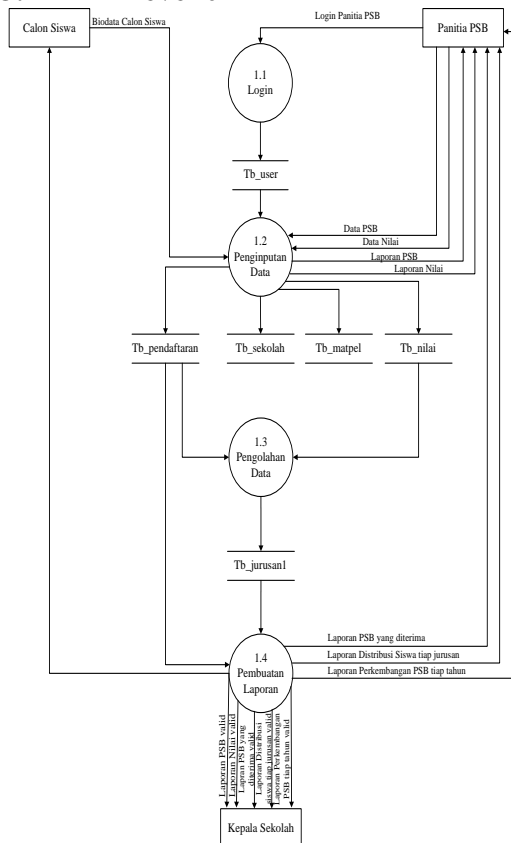 Calon Siswa
Biodata Calon Siswa
Login Panitia PSB
Panitia PSB
1.1
Login
Tb_user
1.2
Penginputan
Data
Data PSB
Data Nilai
Laporan PSB
Laporan Nilai
Tb_pendaftaran
Tb_sekolah
Tb_matpel
Tb_nilai
1.3
Pengolahan
Data
Tb_jurusan1
1.4
Pembuatan
Laporan
Laporan PSB yang diterima
Laporan Distribusi Siswa tiap jurusan
Laporan Perkembangan PSB tiap tahun
Laporan PSB valid
Laporan Nilai valid
Lapran PSB yang
diterima valid
Laporan Distribusi
siswa tiap jurusan valid
Laporan Perkembangan
PSB tiap tahun valid
Kepala Sekolah